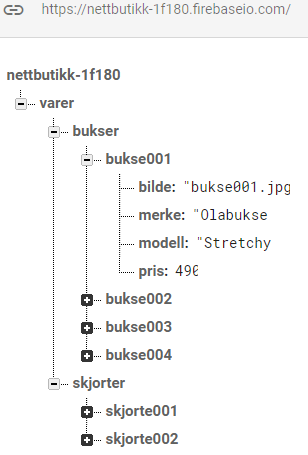 https://nettbutikk-1f180.firebaseio.com/
nettbutikk-1f180
varer
bukser
bukse001
bilde: "bukse001.jpg
merke: "Olabukse
modell: "Stretchy
pris: 490
bukse002
bukse003
bukse004
skjorter
skjorte001
skjorte002